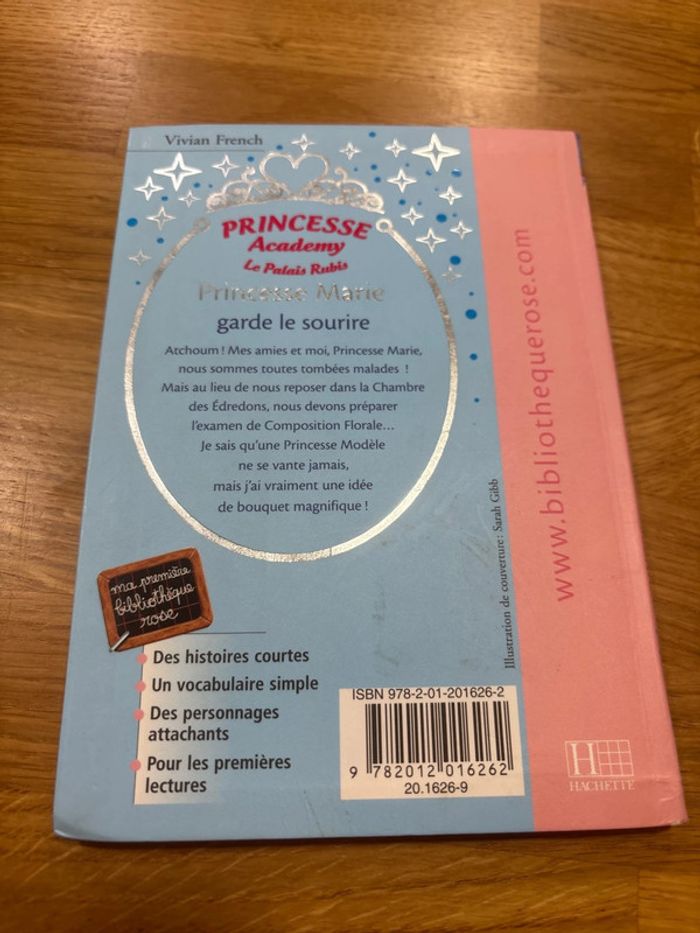 Vivian French
PRINCESSE
Academy
Le Palais Rubis
Princesse Marie
garde le sourire
Atchoum ! Mes amies et moi, Princesse Marie,
nous sommes toutes tombées malades !
Mais au lieu de nous reposer dans la Chambre
des Édredons, nous devons préparer
l'examen de Composition Florale...
Je sais qu'une Princesse Modèle
ne se vante jamais,
mais j'ai vraiment une idée
de bouquet magnifique !
ma première
bibliothèque
rose
Des histoires courtes
Un vocabulaire simple
Des personnages
attachants
Pour les premières
lectures
Illustration de couverture : Sarah Gibb
ISBN 978-2-01-201626-2
9 782012 016262
20.1626-9
www.bibliothequerose.com
H
HACHETTE